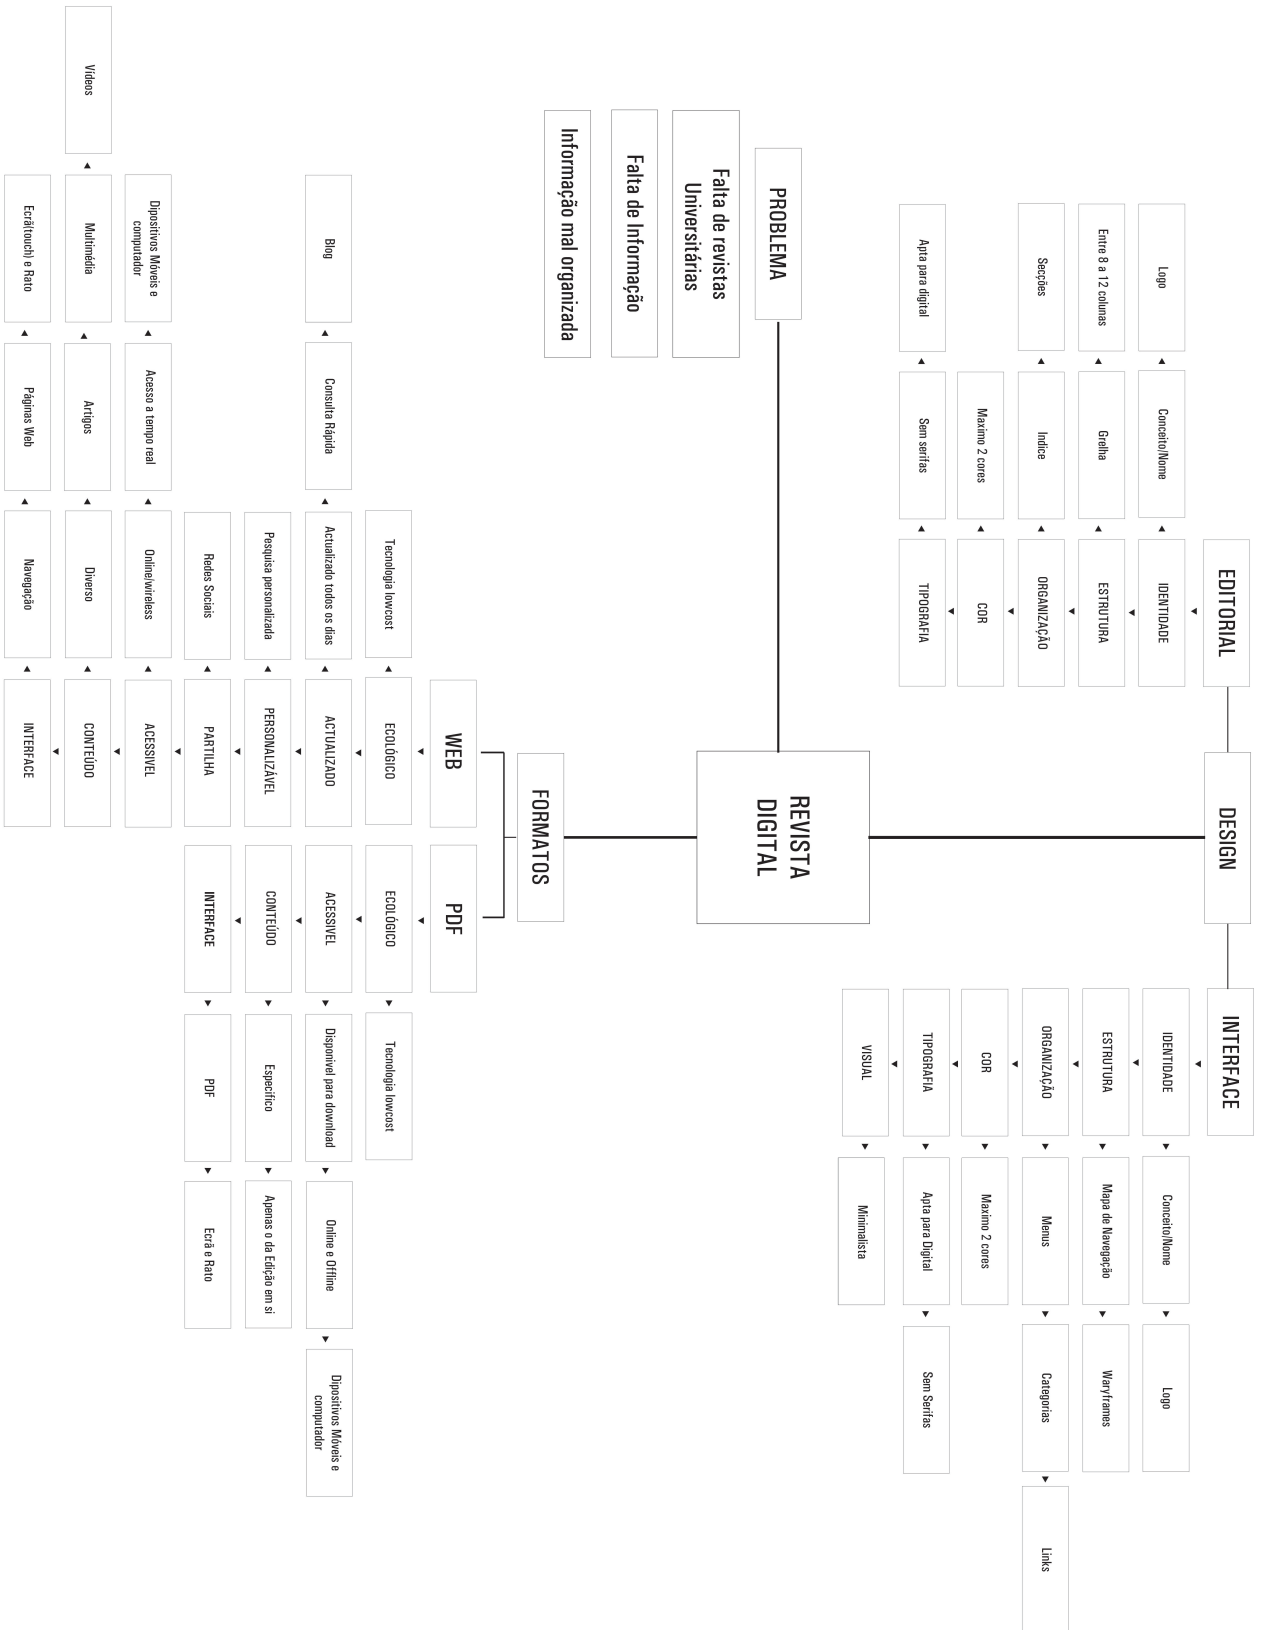 EDITORIAL
DESIGN
INTERFACE
IDENTIDADE
Conceito/Nome
Logo
ESTRUTURA
Grelha
Entre 8 a 12 colunas
ORGANIZAÇÃO
Indice
Secções
COR
Maximo 2 cores
TIPOGRAFIA
Sem serifas
Apta para digital
IDENTIDADE
Conceito/Nome
Logo
ESTRUTURA
Mapa de Navegação
Waryframes
ORGANIZAÇÃO
Menus
Categorias
Links
COR
Maximo 2 cores
TIPOGRAFIA
Apta para Digital
Sem Serifas
VISUAL
Minimalista
PROBLEMA
Falta de revistas
Universitárias
Falta de Informação
Informação mal organizada
REVISTA
DIGITAL
FORMATOS
WEB
ECOLÓGICO
Tecnologia lowcost
ACTUALIZADO
Actualizado todos os dias
Consulta Rápida
Blog
PERSONALIZÁVEL
Pesquisa personalizada
PARTILHA
Redes Sociais
ACESSIVEL
Online/wireless
Acesso a tempo real
Dipositivos Móveis e
computador
CONTEÚDO
Diverso
Artigos
Multimédia
Vídeos
INTERFACE
Navegação
Páginas Web
Ecrã(touch) e Rato
PDF
ECOLÓGICO
Tecnologia lowcost
ACESSIVEL
Disponivel para download
Online e Offline
Dipositivos Móveis e
computador
CONTEÚDO
Especifico
Apenas o da Edição em si
INTERFACE
PDF
Ecrã e Rato